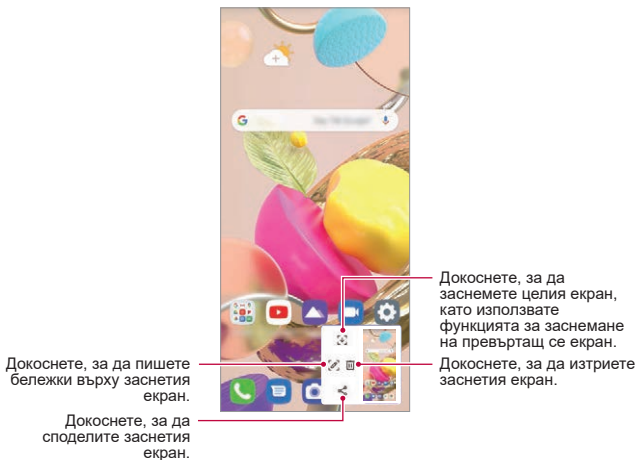 Докоснете, за да
заснемете целия екран,
като използвате
функцията за заснемане
на превъртащ се екран.
Докоснете, за да пишете
бележки върху заснетия
екран.
Докоснете, за да изтриете
заснетия екран.
Докоснете, за да
споделите заснетия
екран.